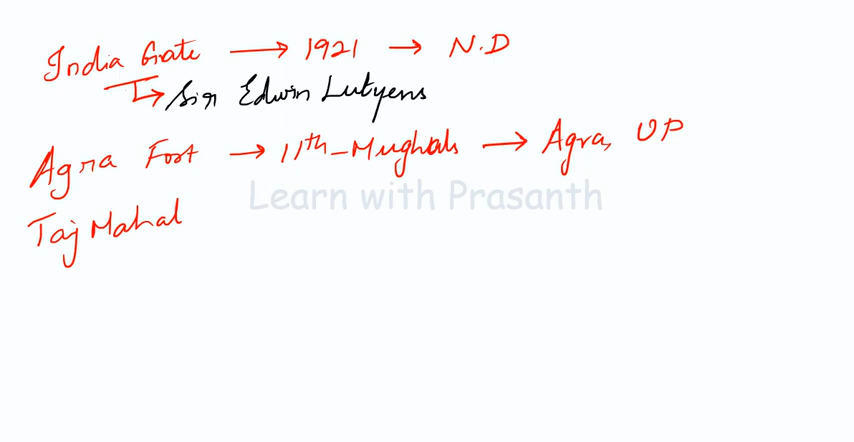 India Gate → 1921 → N.D
↳ Sir Edwin Lutyens
Agra Fort → 11th-Mughals → Agra, UP
Learn with Prasanth
Taj Mahal